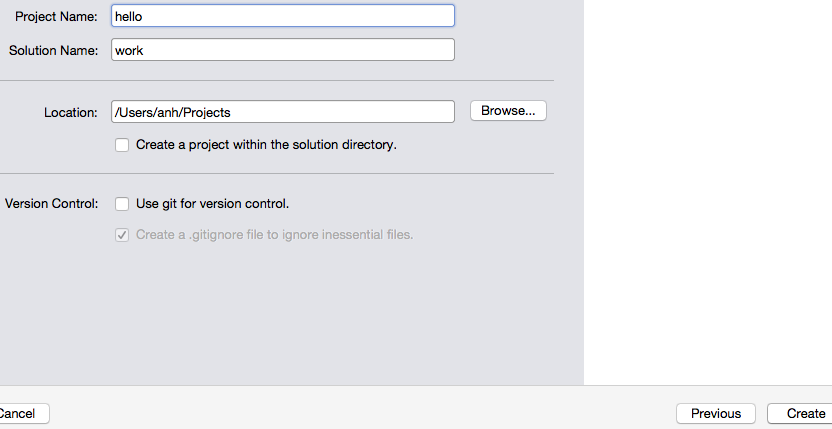 Project Name: hello
Solution Name: work
Location: /Users/anh/Projects Browse...
Create a project within the solution directory.
Version Control: Use git for version control.
Create a .gitignore file to ignore inessential files.
Cancel Previous Create